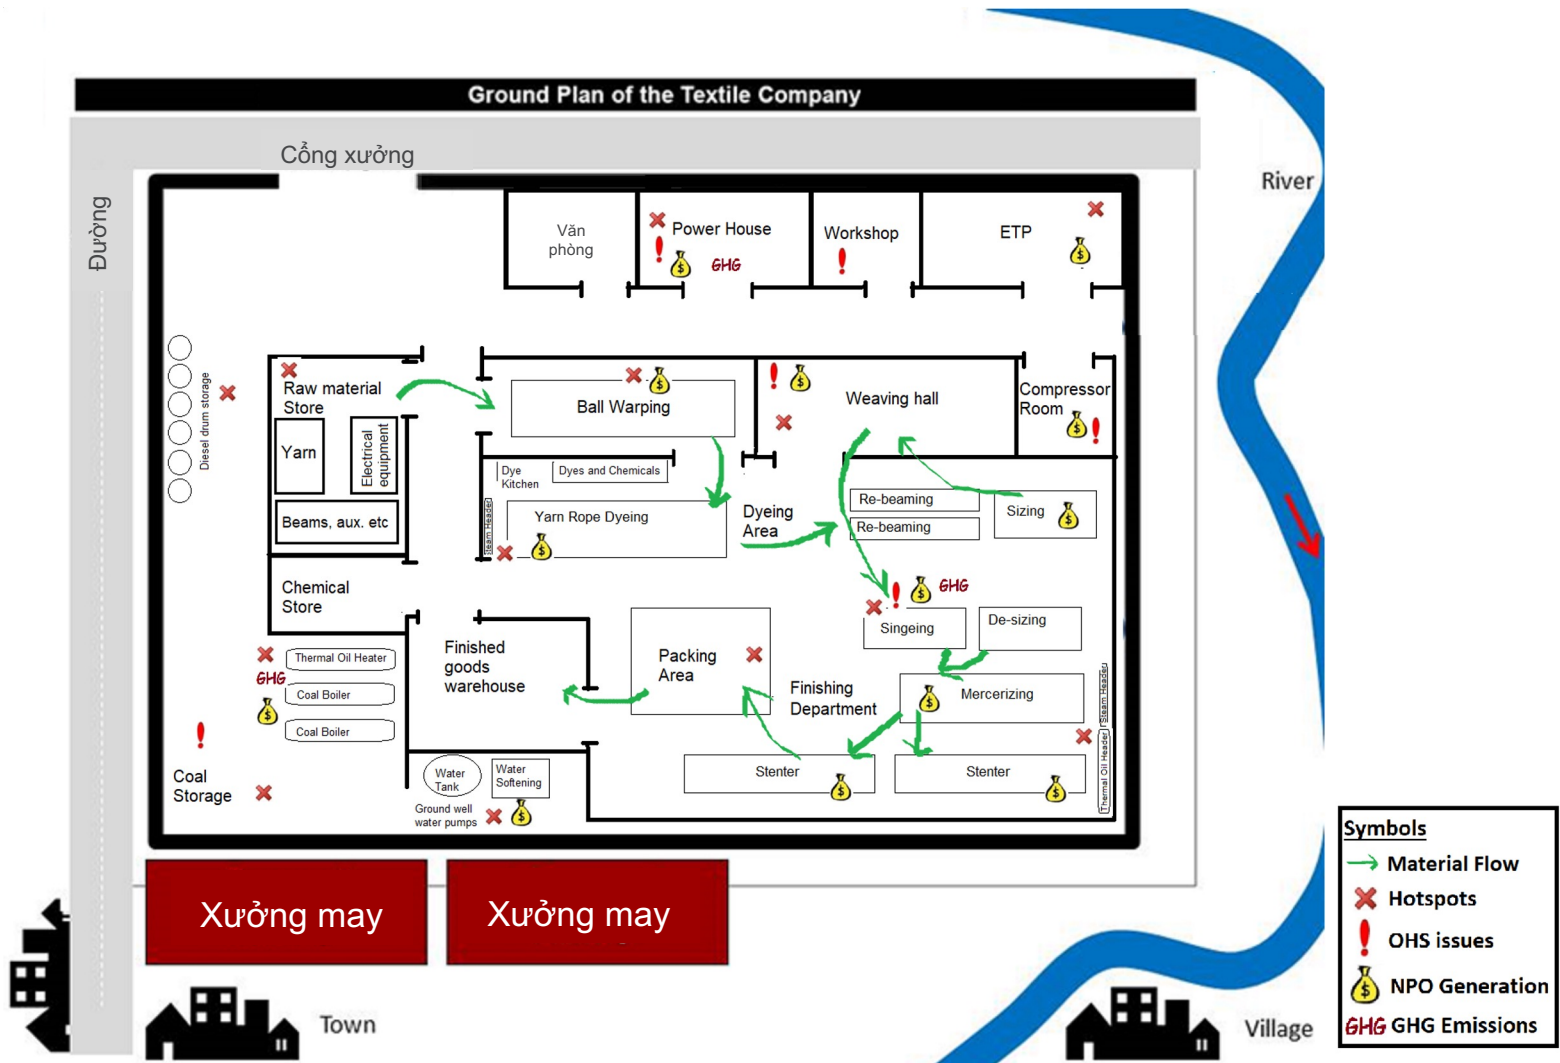 Ground Plan of the Textile Company
Cổng xưởng
Đường
River
Văn
phòng
Power House
GHG
Workshop
ETP
Diesel drum storage
Raw material
Store
Yarn
Electrical
equipment
Beams, aux. etc
Chemical
Store
Ball Warping
Weaving hall
Compressor
Room
Dye
Kitchen
Dyes and Chemicals
Steam Header
Yarn Rope Dyeing
Dyeing
Area
Re-beaming
Re-beaming
Sizing
GHG
Singeing
De-sizing
Thermal Oil Heater
GHG
Coal Boiler
Coal Boiler
Finished
goods
warehouse
Packing
Area
Finishing
Department
Mercerizing
Steam Header
Stenter
Stenter
Thermal Oil Header
Coal
Storage
Water
Tank
Water
Softening
Ground well
water pumps
Xưởng may
Xưởng may
Town
Village
Symbols
Material Flow
Hotspots
OHS issues
NPO Generation
GHG GHG Emissions